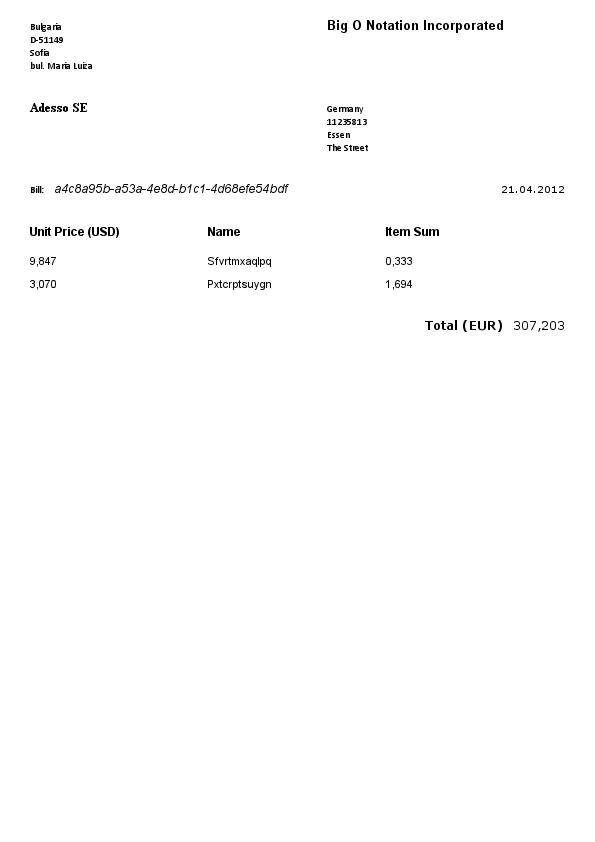 Bulgaria
D-51149
Sofia
bul. Maria Luiza
Big O Notation Incorporated
Adesso SE
Germany
11235813
Essen
The Street
Bill: a4c8a95b-a53a-4e8d-b1c1-4d68efe54bdf 21.04.2012
Unit Price (USD) Name Item Sum
9,847 Sfvrtmxaqlpq 0,333
3,070 Pxtcrptsuygn 1,694
Total (EUR) 307,203